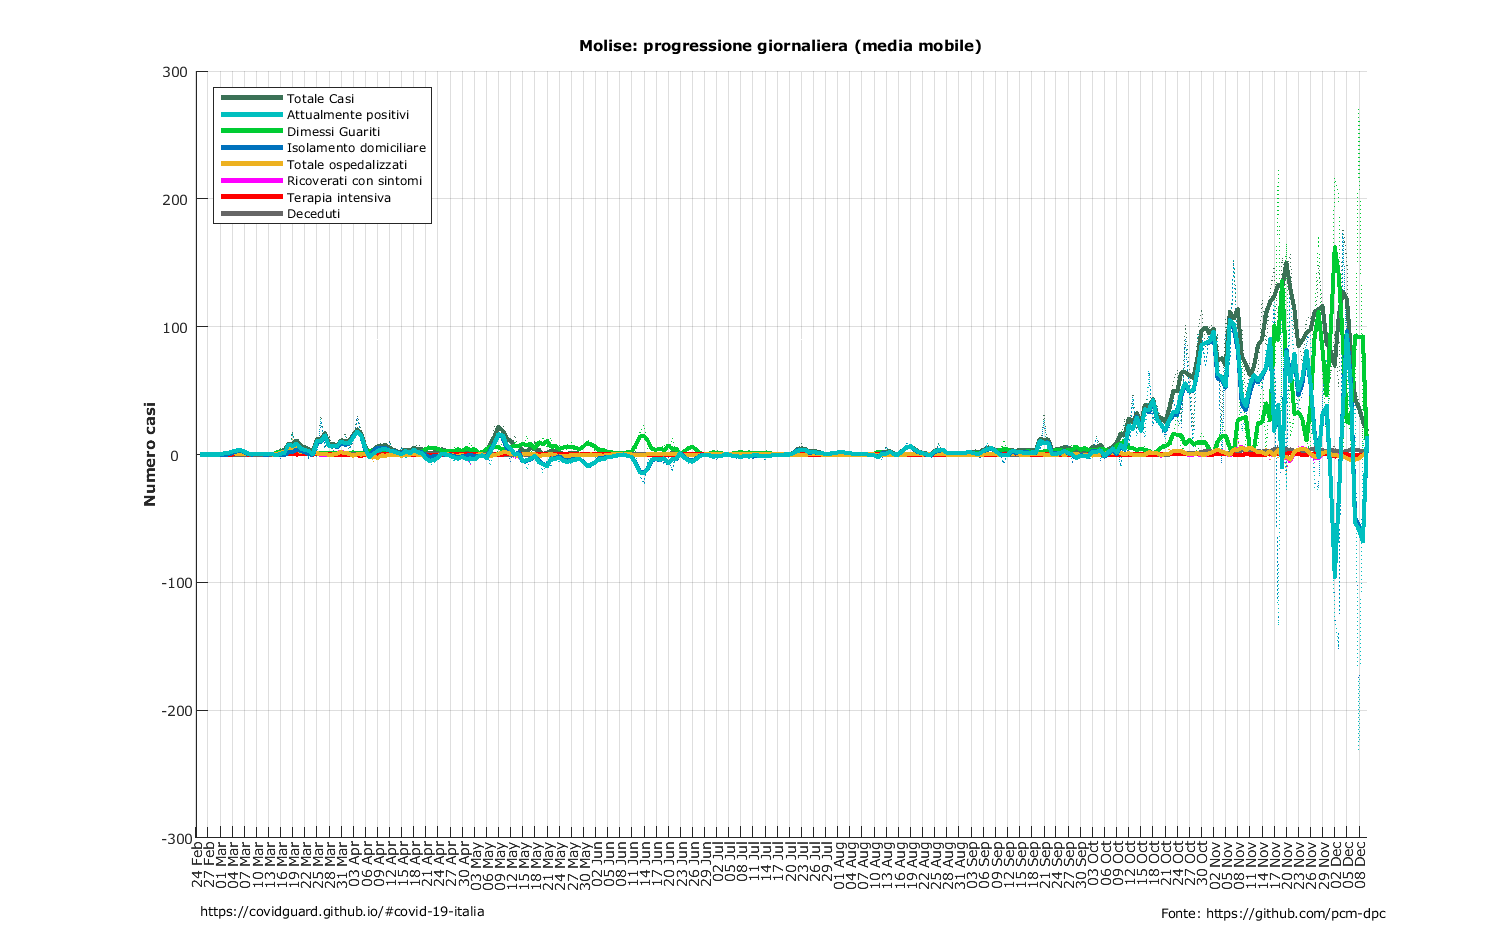 Molise: progressione giornaliera (media mobile)
Totale Casi
Attualmente positivi
Dimessi Guariti
Isolamento domiciliare
Totale ospedalizzati
Ricoverati con sintomi
Terapia intensiva
Deceduti
Numero casi
300
200
100
0
-100
-200
-300
24 Feb
27 Feb
01 Mar
04 Mar
07 Mar
10 Mar
13 Mar
16 Mar
19 Mar
22 Mar
25 Mar
28 Mar
31 Mar
03 Apr
06 Apr
09 Apr
12 Apr
15 Apr
18 Apr
21 Apr
24 Apr
27 Apr
30 Apr
03 May
06 May
09 May
12 May
15 May
18 May
21 May
24 May
27 May
30 May
02 Jun
05 Jun
08 Jun
11 Jun
14 Jun
17 Jun
20 Jun
23 Jun
26 Jun
29 Jun
02 Jul
05 Jul
08 Jul
11 Jul
14 Jul
17 Jul
20 Jul
23 Jul
26 Jul
29 Jul
01 Aug
04 Aug
07 Aug
10 Aug
13 Aug
16 Aug
19 Aug
22 Aug
25 Aug
28 Aug
31 Aug
03 Sep
06 Sep
09 Sep
12 Sep
15 Sep
18 Sep
21 Sep
24 Sep
27 Sep
30 Sep
03 Oct
06 Oct
09 Oct
12 Oct
15 Oct
18 Oct
21 Oct
24 Oct
27 Oct
30 Oct
02 Nov
05 Nov
08 Nov
11 Nov
14 Nov
17 Nov
20 Nov
23 Nov
26 Nov
29 Nov
02 Dec
05 Dec
08 Dec
https://covidguard.github.io/#covid-19-italia
Fonte: https://github.com/pcm-dpc